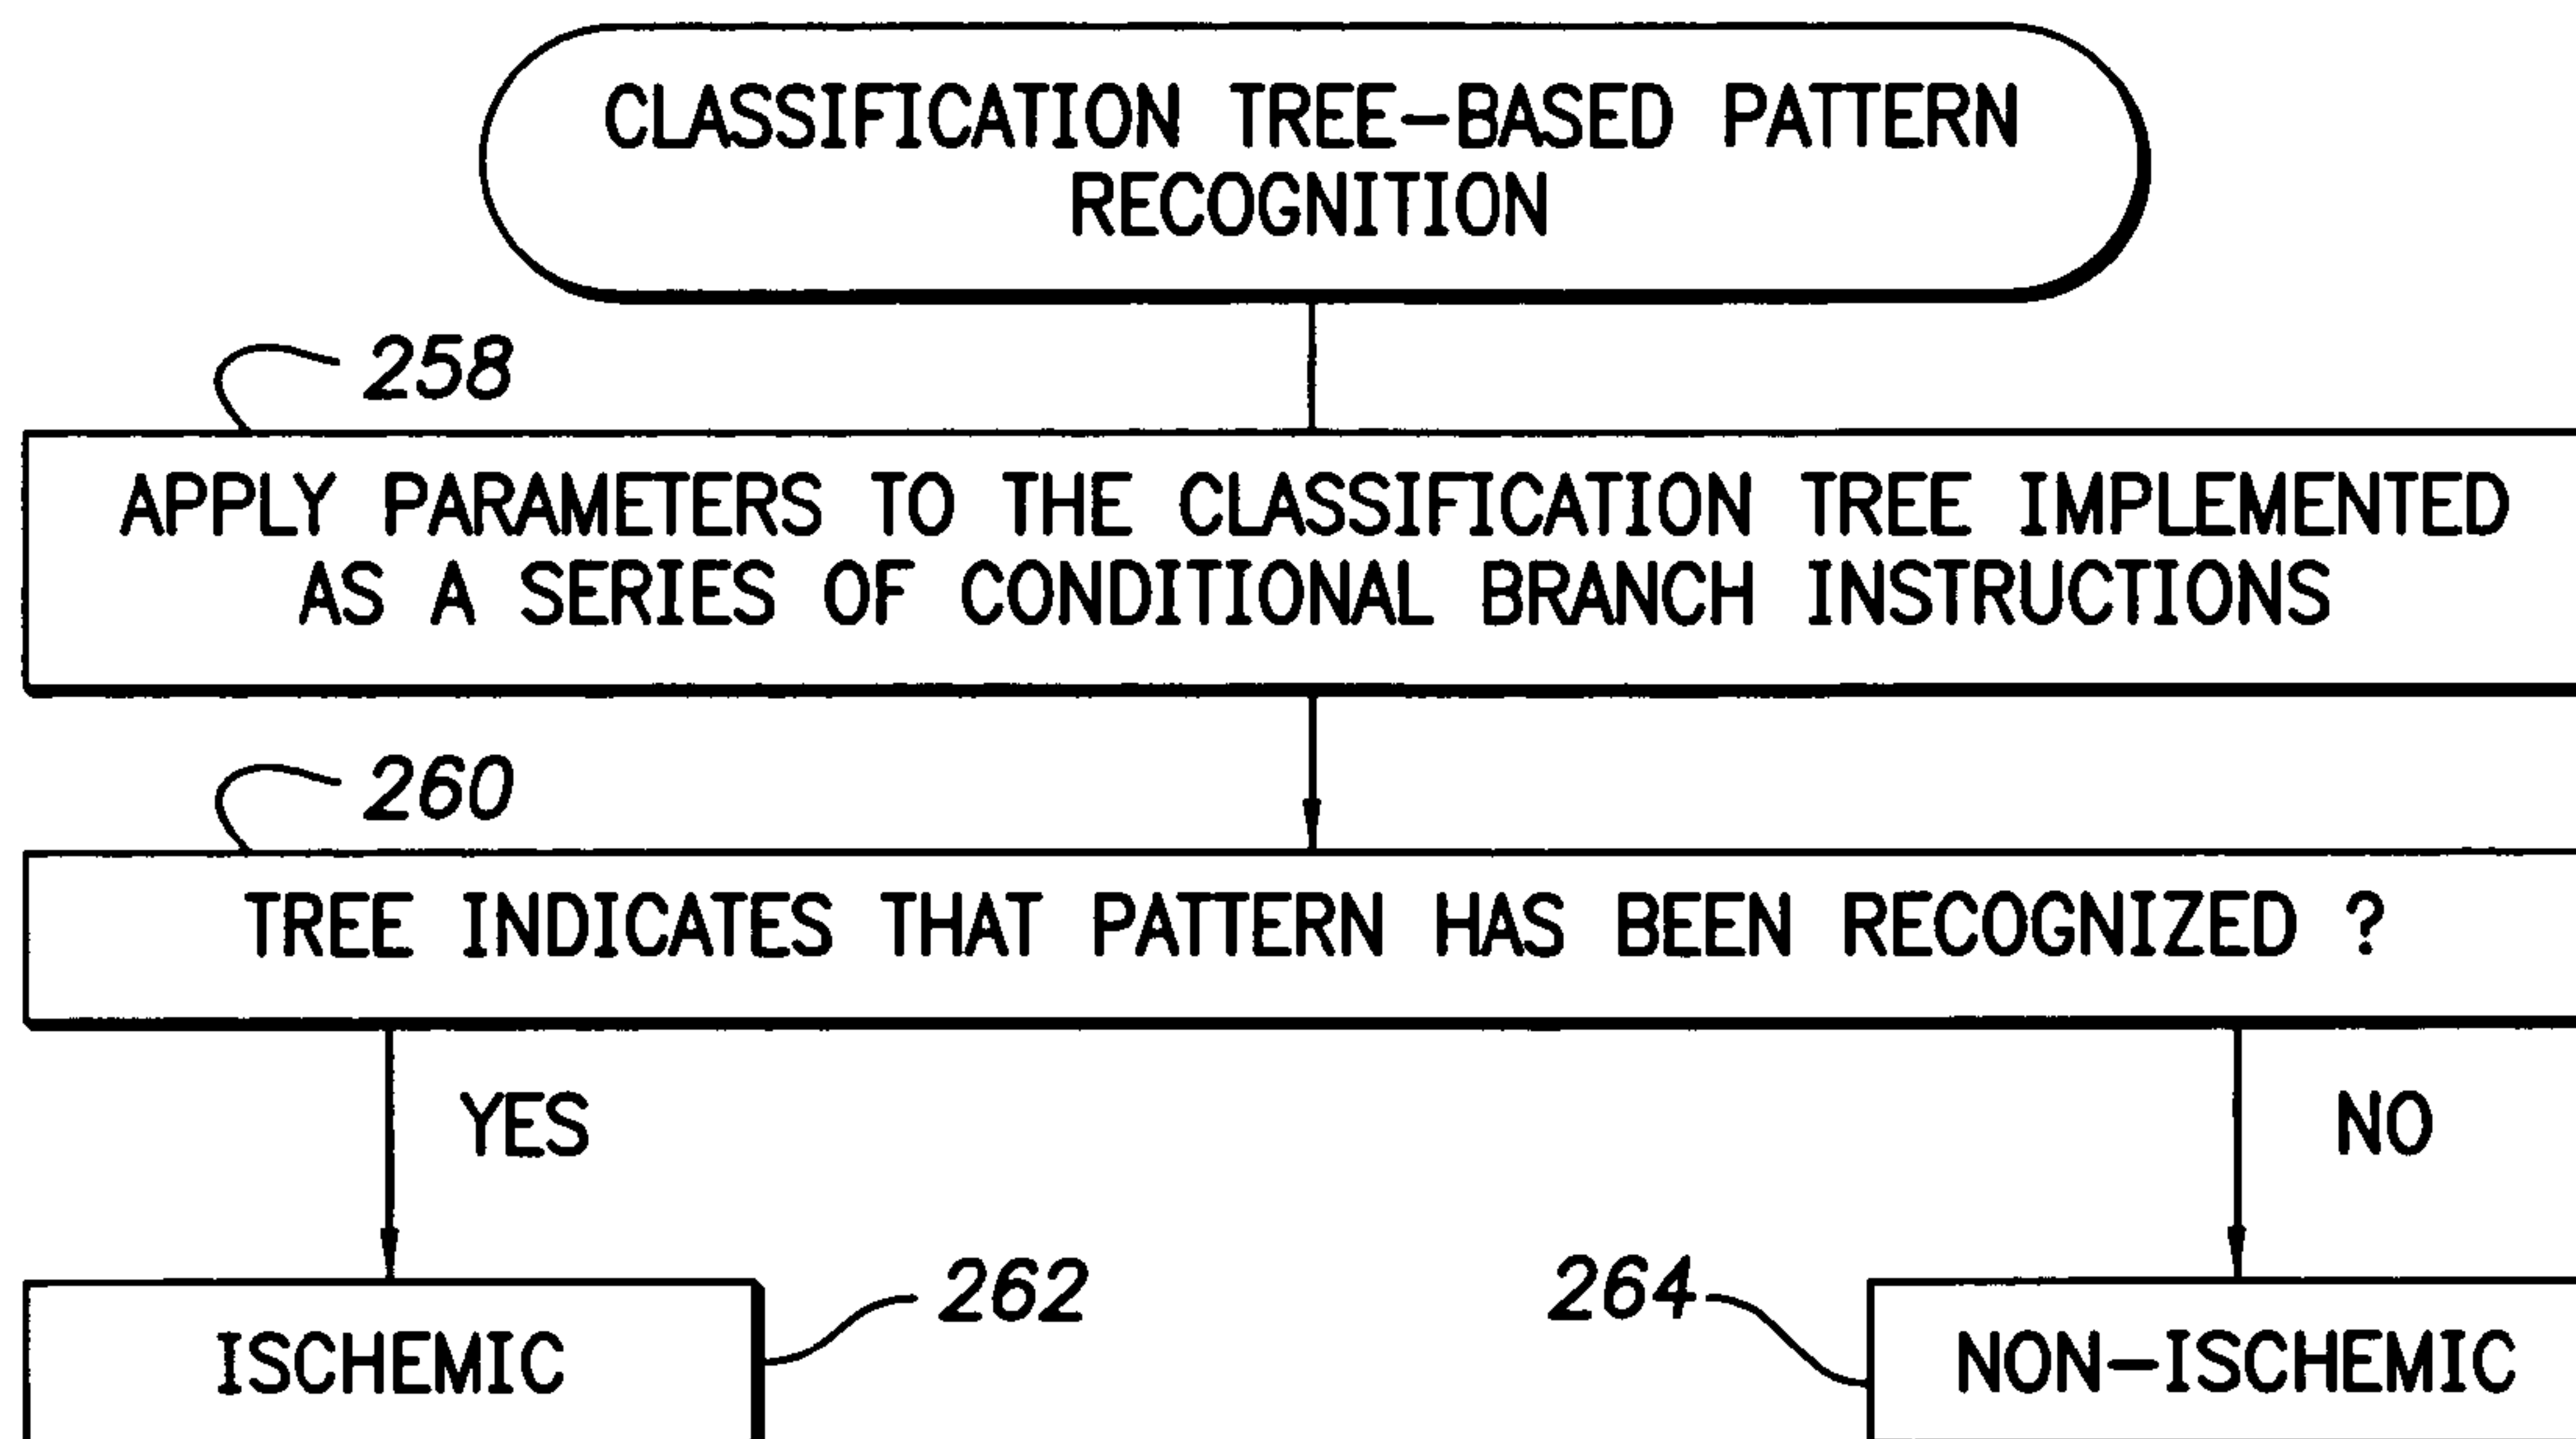 CLASSIFICATION TREE-BASED PATTERN
RECOGNITION
258
APPLY PARAMETERS TO THE CLASSIFICATION TREE IMPLEMENTED
AS A SERIES OF CONDITIONAL BRANCH INSTRUCTIONS
260
TREE INDICATES THAT PATTERN HAS BEEN RECOGNIZED ?
YES
NO
262
264
ISCHEMIC
NON-ISCHEMIC